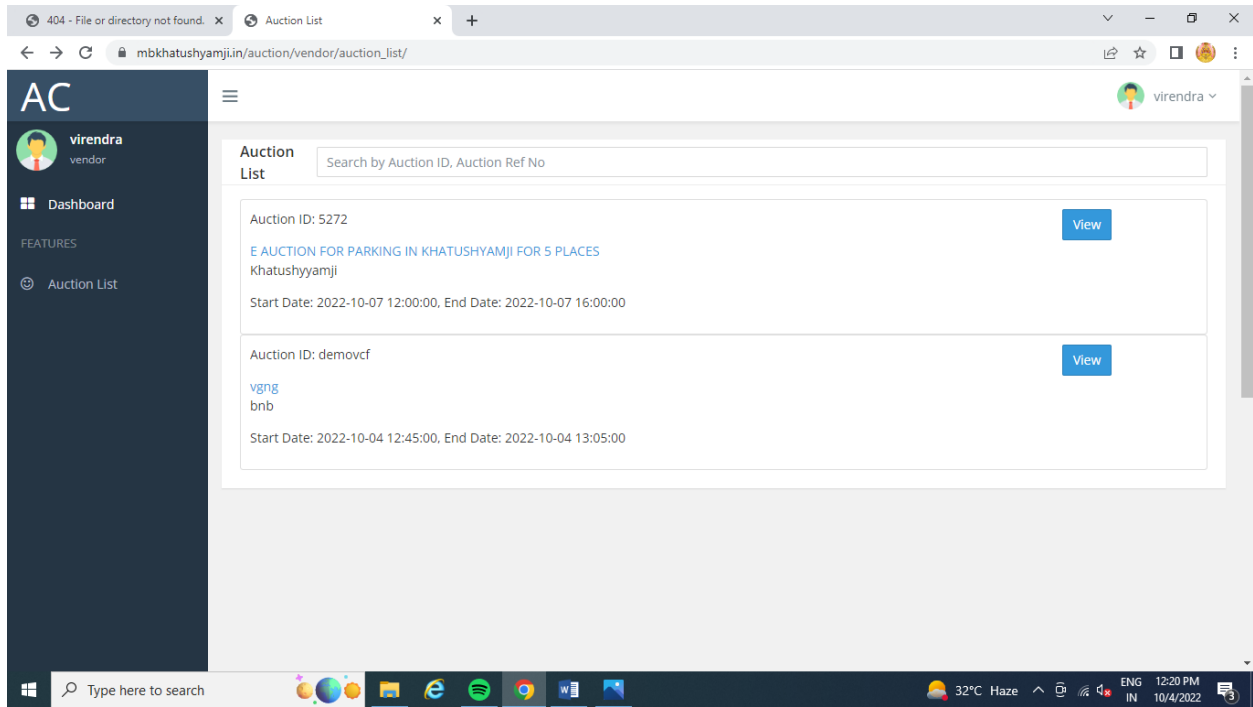 404 - File or directory not found.
Auction List
mbkhatushyamji.in/auction/vendor/auction_list/
AC
virendra
virendra
vendor
Dashboard
FEATURES
Auction List
Auction
List
Search by Auction ID, Auction Ref No
Auction ID: 5272
View
E AUCTION FOR PARKING IN KHATUSHYAMJI FOR 5 PLACES
Khatushyyamji
Start Date: 2022-10-07 12:00:00, End Date: 2022-10-07 16:00:00
Auction ID: demovcf
View
vgng
bnb
Start Date: 2022-10-04 12:45:00, End Date: 2022-10-04 13:05:00
Type here to search
32°C Haze
ENG
IN
12:20 PM
10/4/2022
3